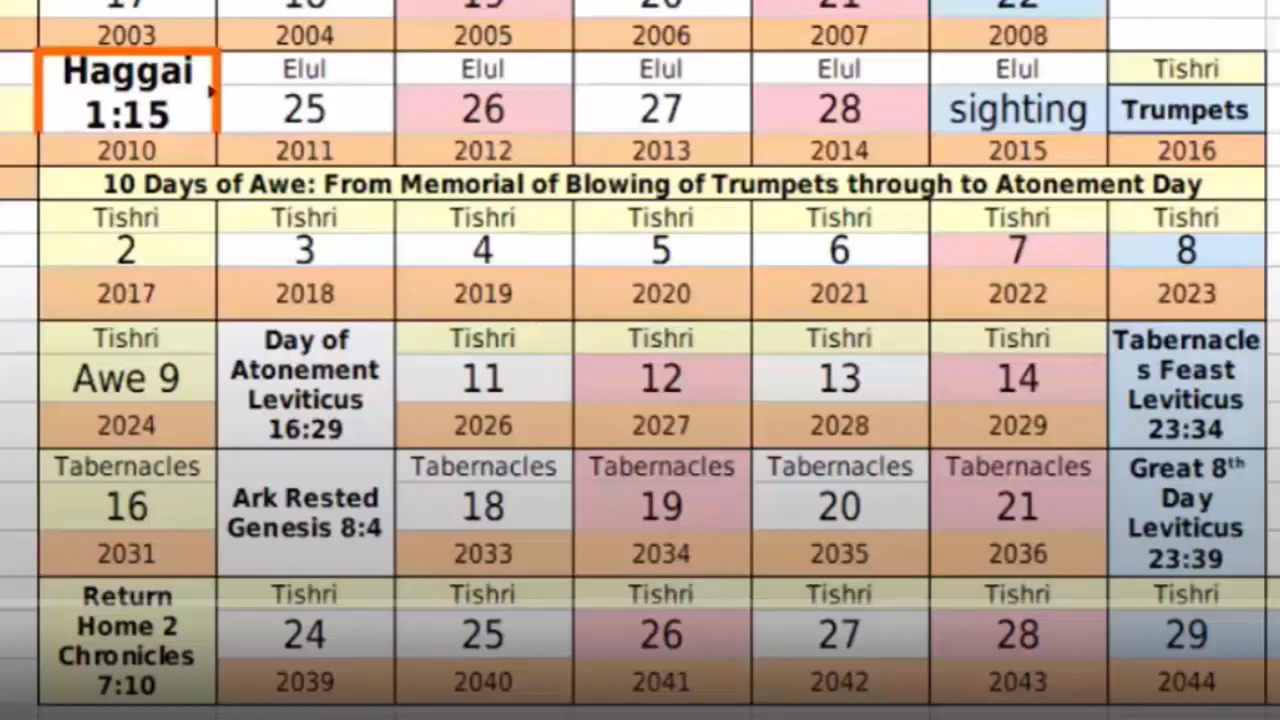 17 18 19 20 21 22
2003 2004 2005 2006 2007 2008
Haggai Elul Elul Elul Elul Elul Tishri
1:15 25 26 27 28 sighting Trumpets
2010 2011 2012 2013 2014 2015 2016
10 Days of Awe: From Memorial of Blowing of Trumpets through to Atonement Day
Tishri Tishri Tishri Tishri Tishri Tishri Tishri
2 3 4 5 6 7 8
2017 2018 2019 2020 2021 2022 2023
Tishri
Awe 9
2024
Day of
Atonement
Leviticus
16:29
Tishri
11
2026
Tishri
12
2027
Tishri
13
2028
Tishri
14
2029
Tabernacle
s Feast
Leviticus
23:34
Tabernacles
16
2031
Ark Rested
Genesis 8:4
Tabernacles
18
2033
Tabernacles
19
2034
Tabernacles
20
2035
Tabernacles
21
2036
Great 8th
Day
Leviticus
23:39
Return
Home 2
Chronicles
7:10
Tishri
24
2039
Tishri
25
2040
Tishri
26
2041
Tishri
27
2042
Tishri
28
2043
Tishri
29
2044